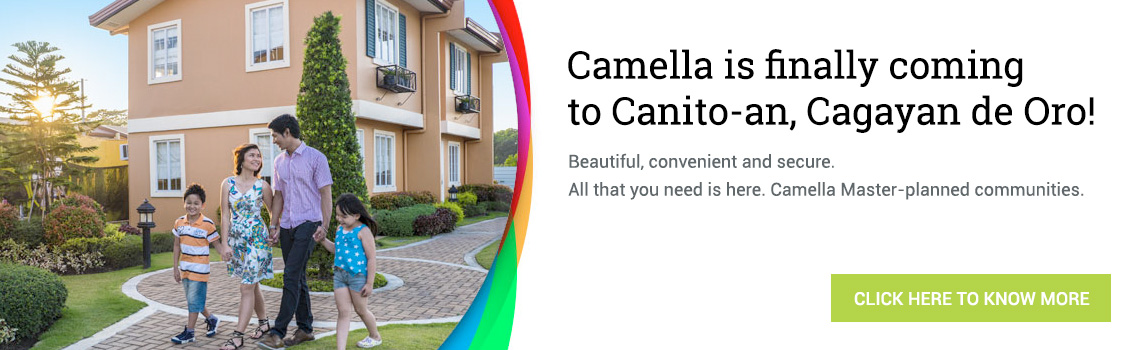 Camella is finally coming
to Canito-an, Cagayan de Oro!
Beautiful, convenient and secure.
All that you need is here. Camella Master-planned communities.
CLICK HERE TO KNOW MORE